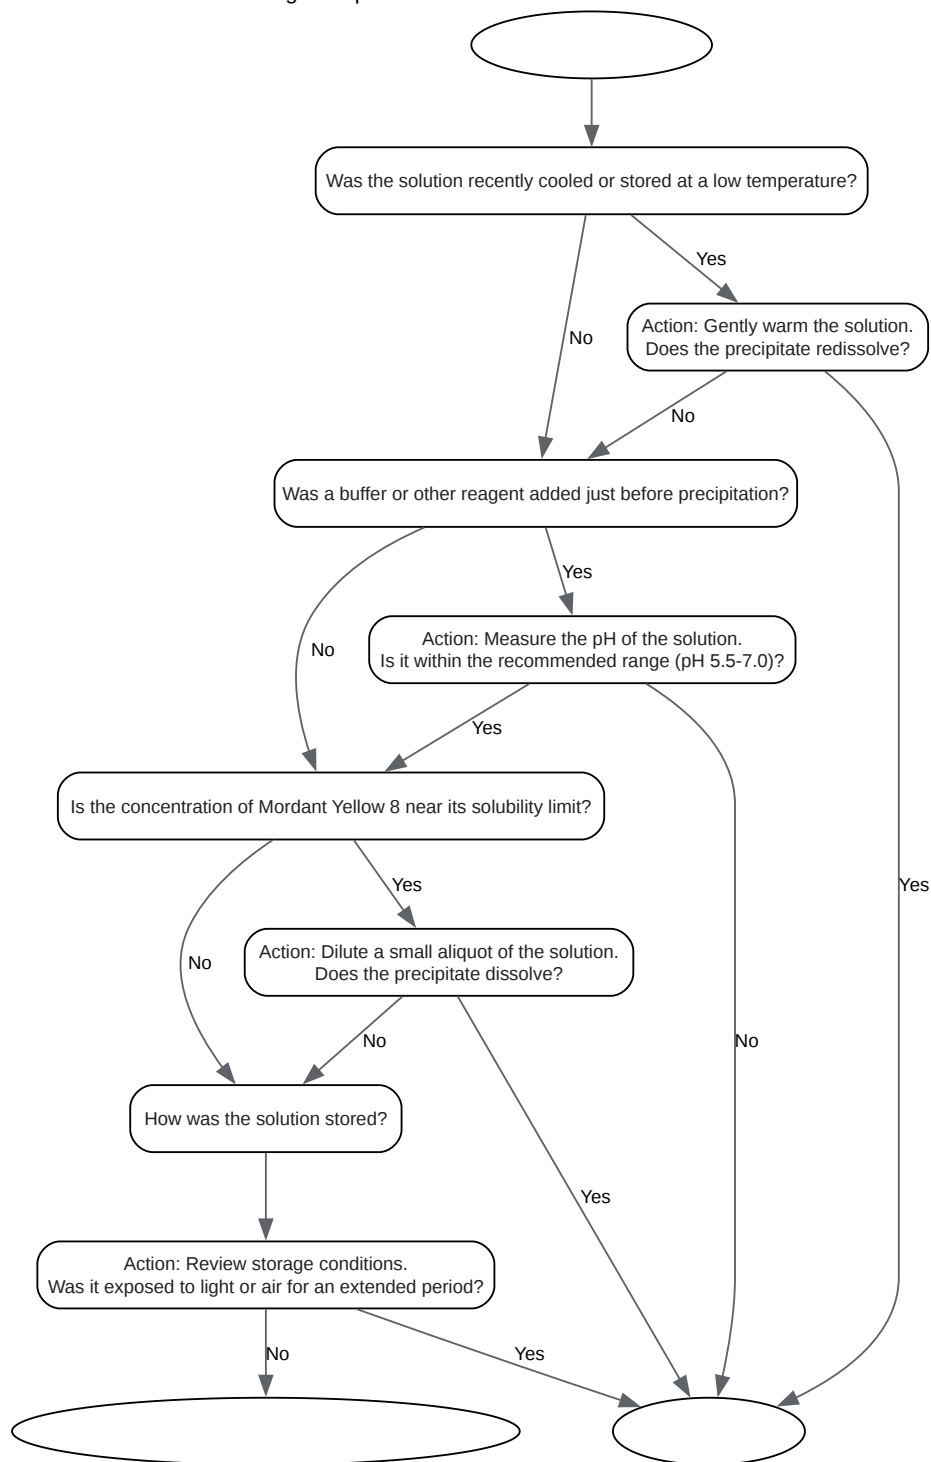 Was the solution recently cooled or stored at a low temperature?
Yes
Action: Gently warm the solution.
Does the precipitate redissolve?
No
No
Was a buffer or other reagent added just before precipitation?
Yes
Action: Measure the pH of the solution.
Is it within the recommended range (pH 5.5-7.0)?
No
Yes
Is the concentration of Mordant Yellow 8 near its solubility limit?
Yes
Yes
Action: Dilute a small aliquot of the solution.
Does the precipitate dissolve?
No
No
No
How was the solution stored?
Yes
Action: Review storage conditions.
Was it exposed to light or air for an extended period?
No
Yes